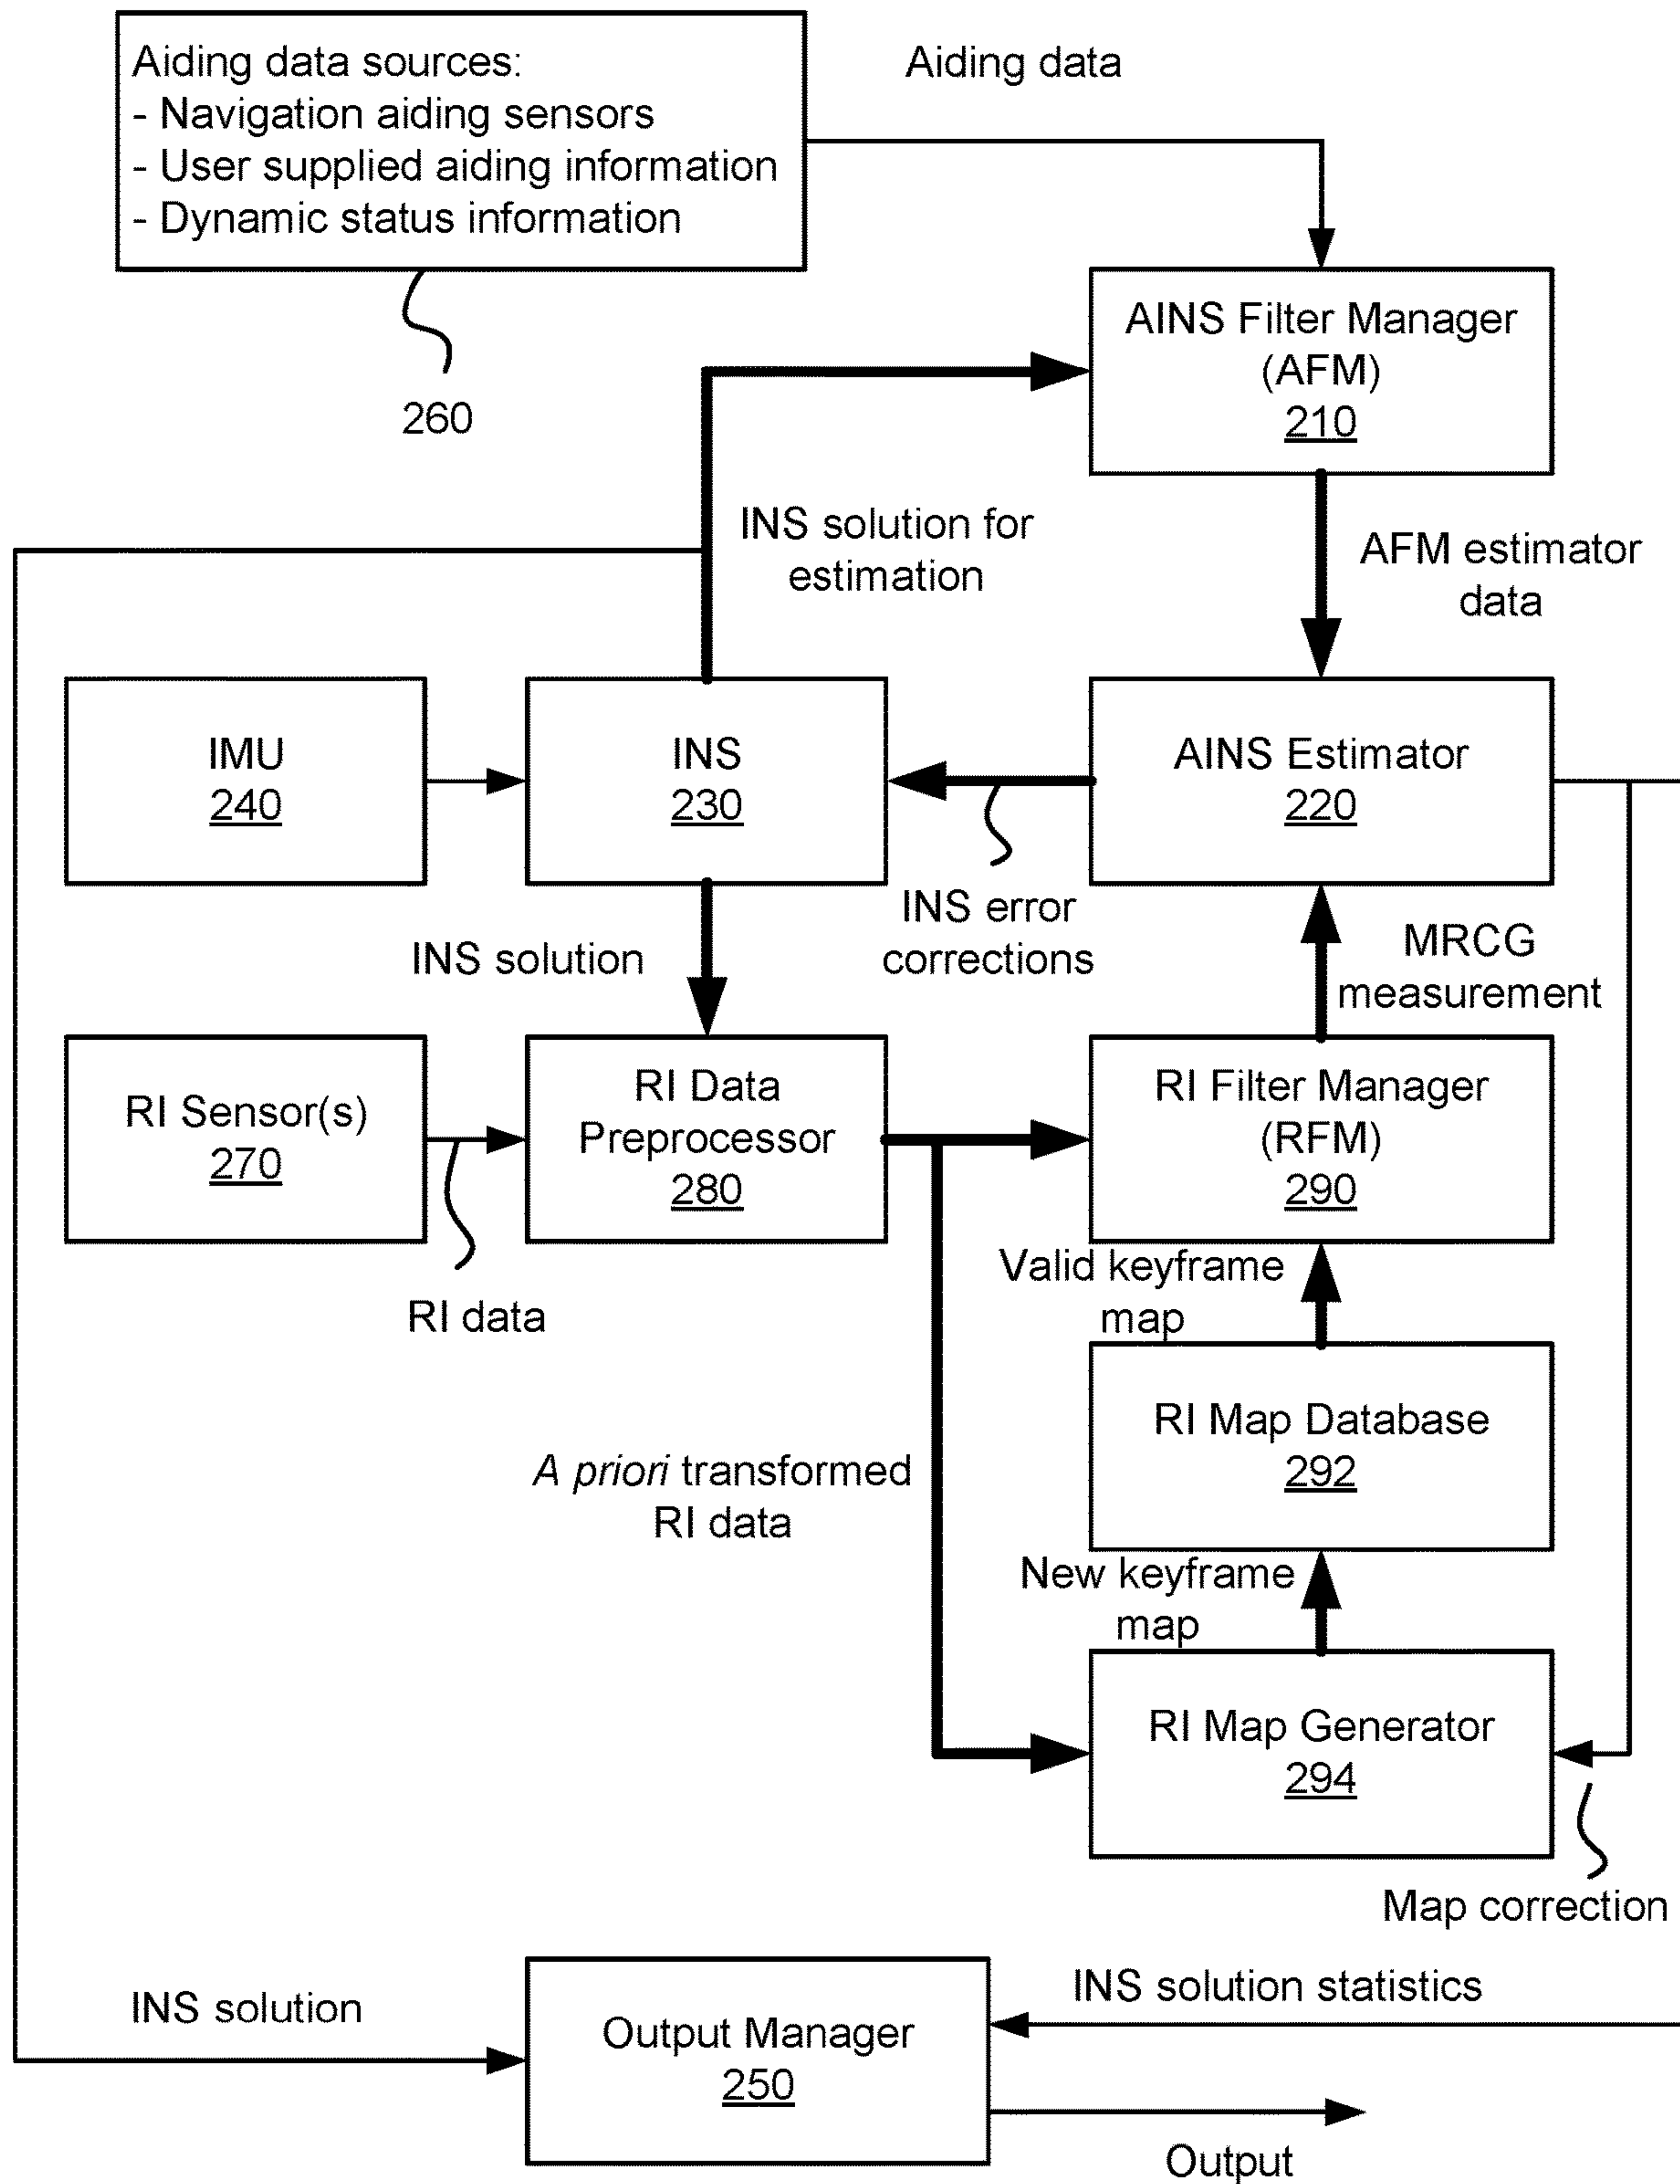 Aiding data sources:
- Navigation aiding sensors
- User supplied aiding information
- Dynamic status information
Aiding data
260
AINS Filter Manager
(AFM)
210
INS solution for
estimation
AFM estimator
data
IMU
240
INS
230
AINS Estimator
220
INS error
corrections
INS solution
MRCG
measurement
RI Sensor(s)
270
RI Data
Preprocessor
280
RI Filter Manager
(RFM)
290
RI data
Valid keyframe
map
RI Map Database
292
A priori transformed
RI data
New keyframe
map
RI Map Generator
294
Map correction
INS solution
Output Manager
250
INS solution statistics
Output